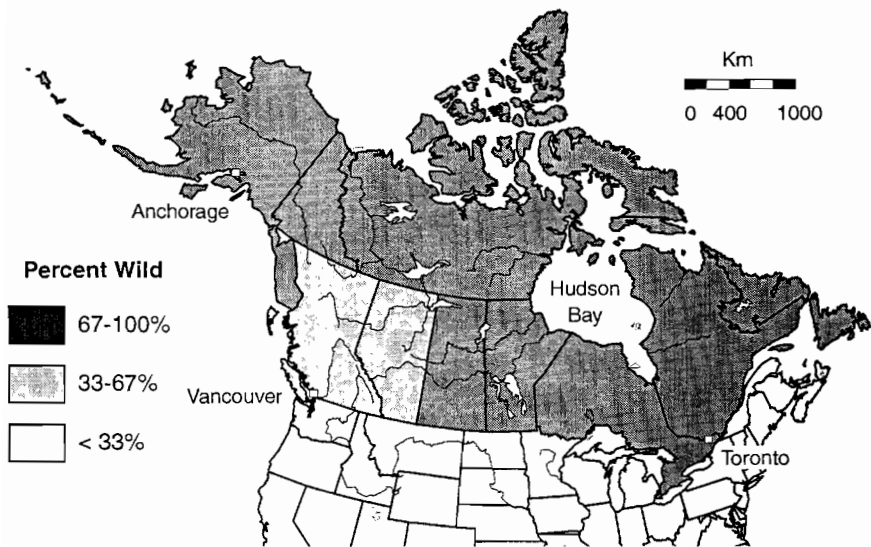 Km
0 400 1000
Anchorage
Percent Wild
67-100%
33-67%
< 33%
Hudson
Bay
Vancouver
Toronto